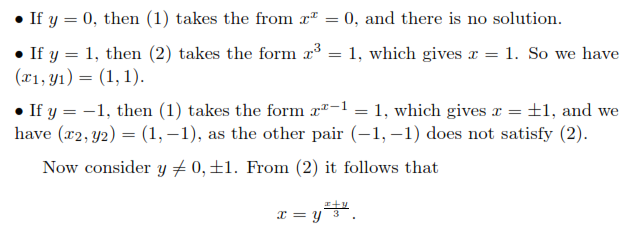 • If y = 0, then (1) takes the from x^x = 0, and there is no solution.
• If y = 1, then (2) takes the form x^3 = 1, which gives x = 1. So we have
(x_1, y_1) = (1, 1).
• If y = −1, then (1) takes the form x^{x−1} = 1, which gives x = ±1, and we
have (x_2, y_2) = (1, −1), as the other pair (−1, −1) does not satisfy (2).
Now consider y ≠ 0, ±1. From (2) it follows that
x = y^{\frac{x+y}{3}}.